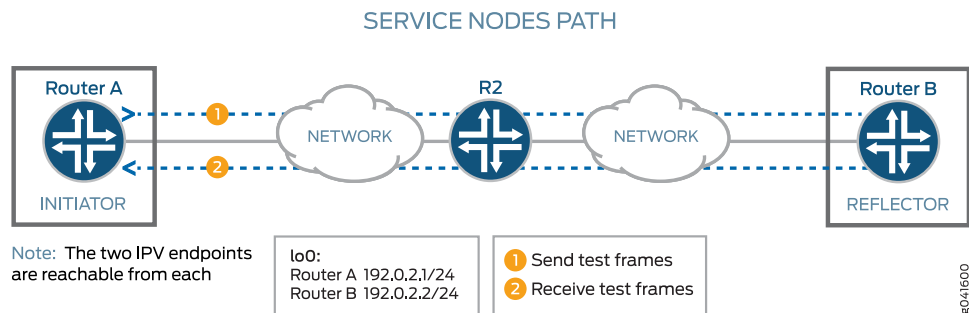 SERVICE NODES PATH
Router A
R2
Router B
1
NETWORK
NETWORK
2
INITIATOR
REFLECTOR
Note: The two IPV endpoints
are reachable from each
lo0:
Router A 192.0.2.1/24
Router B 192.0.2.2/24
1 Send test frames
2 Receive test frames
g041600